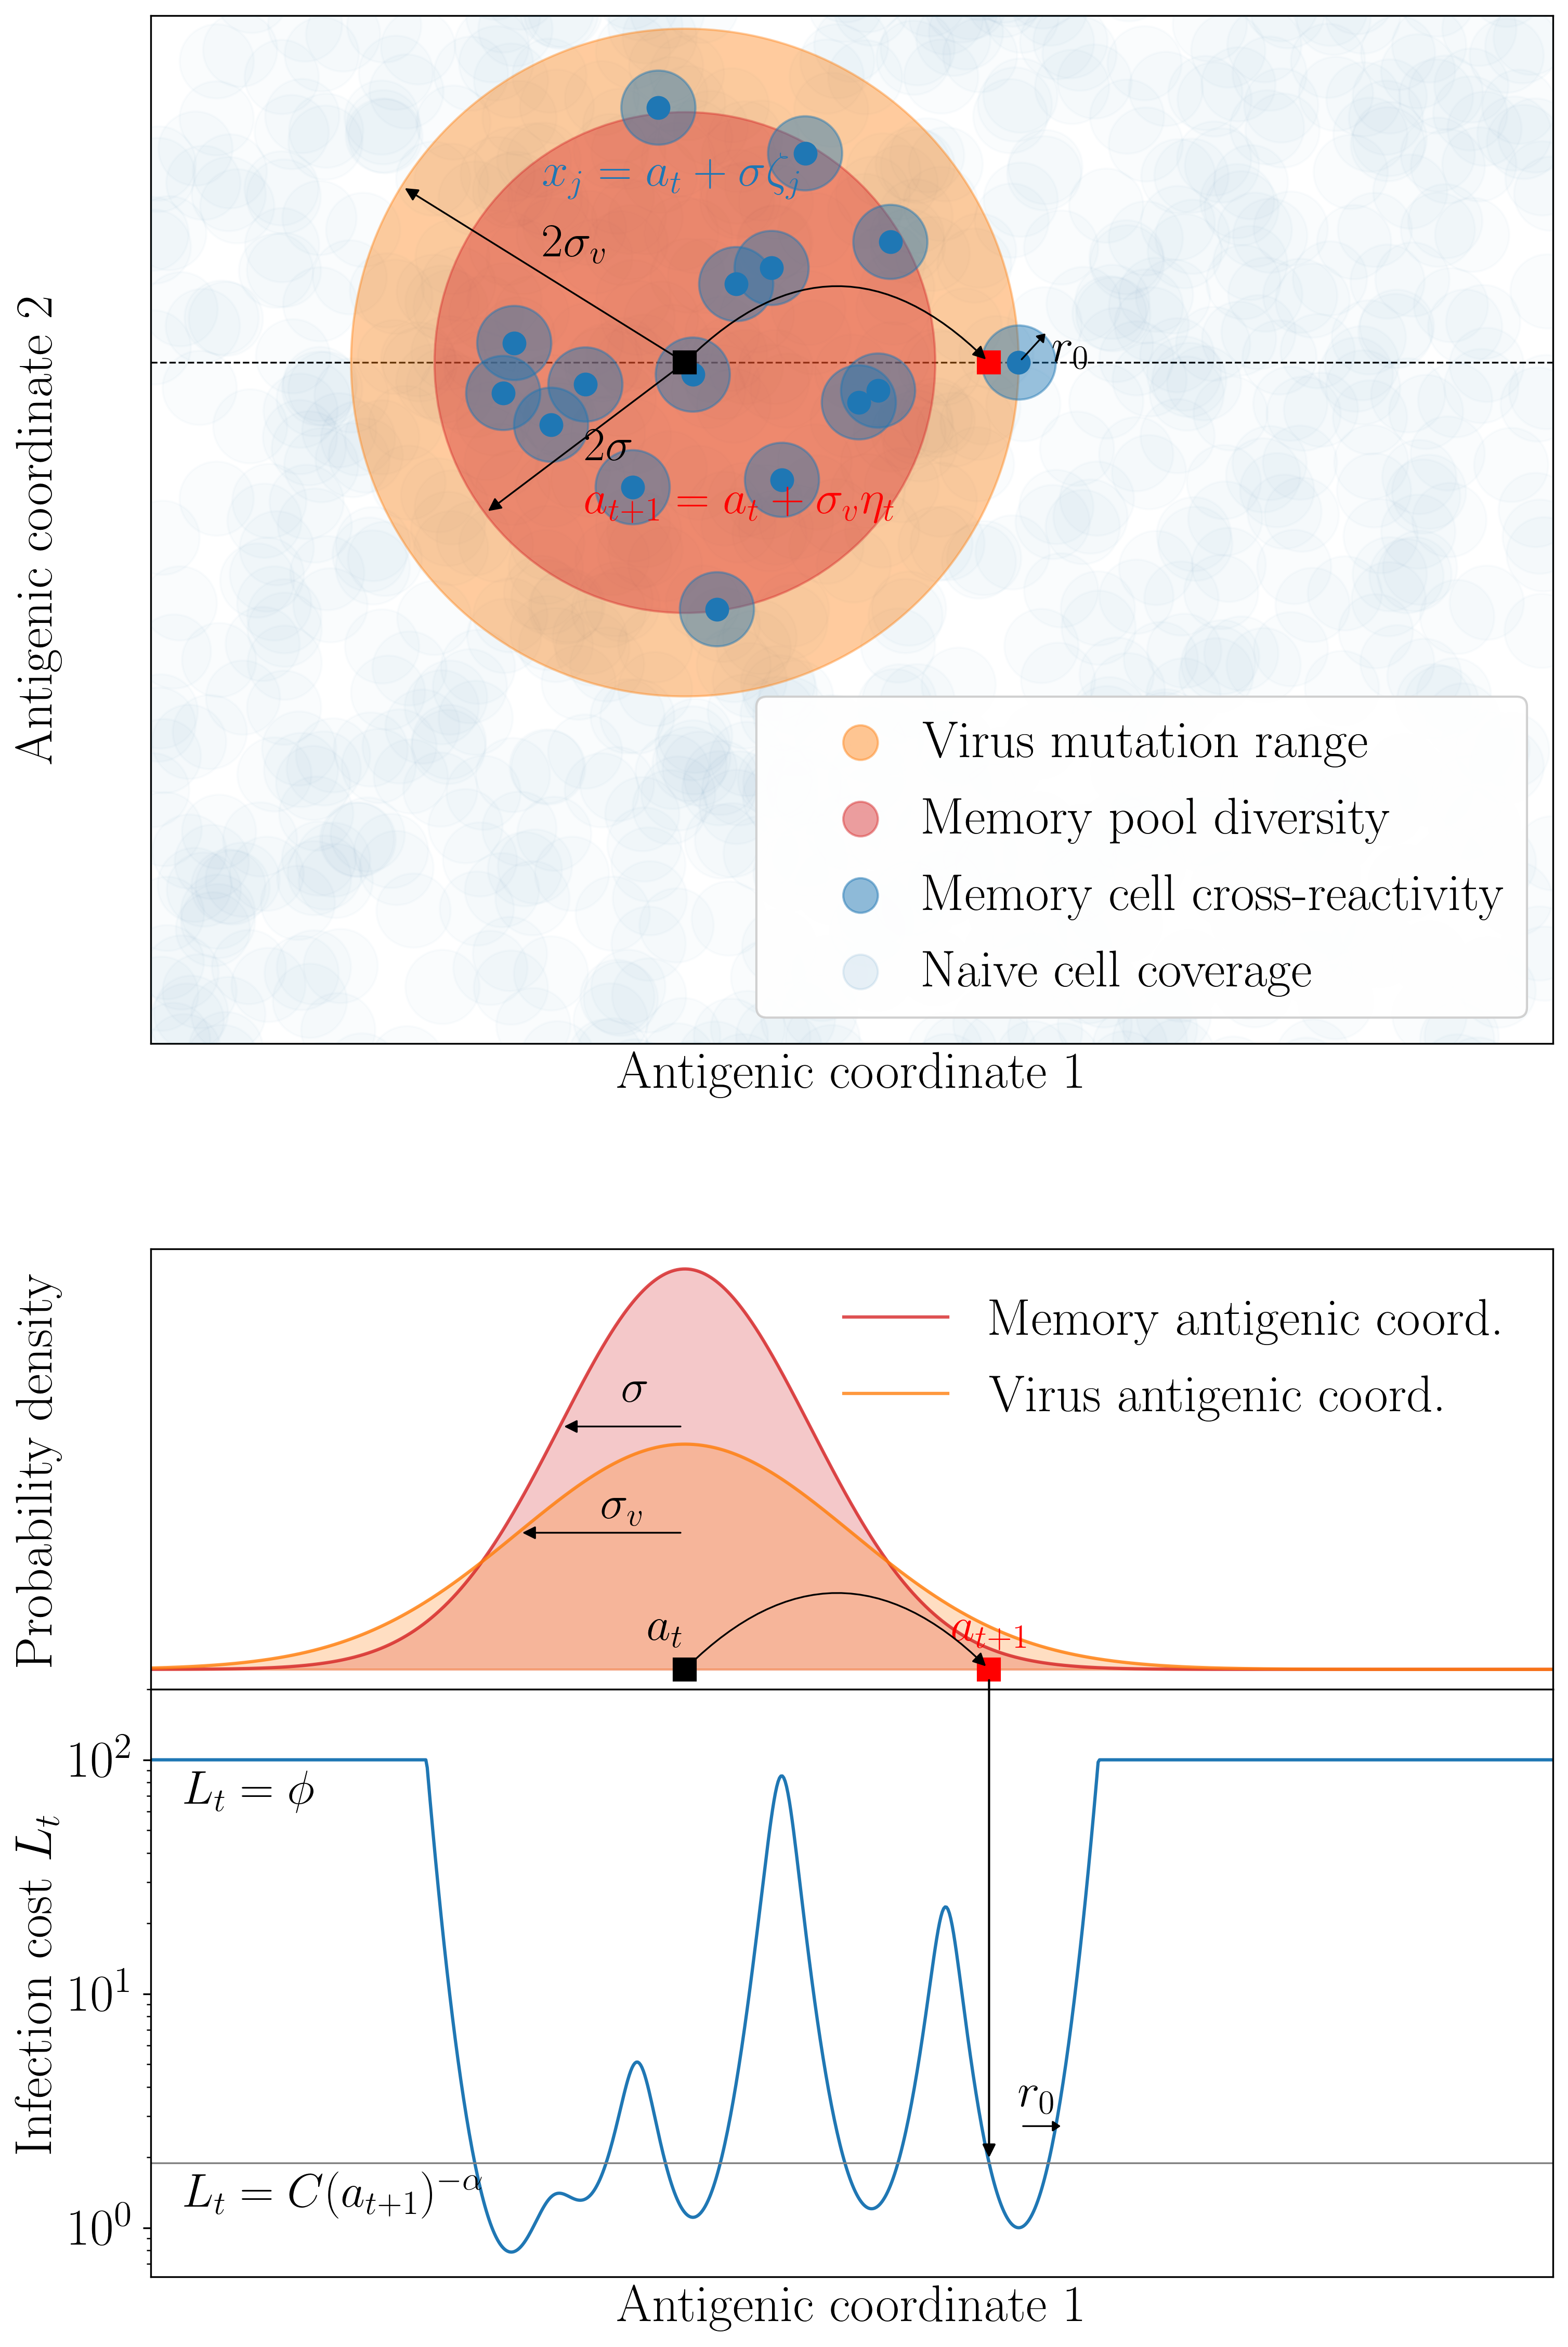 Antigenic coordinate 2
x_j = a_t + σζ_j
2σ_v
r_0
2σ
a_{t+1} = a_t + σ_v η_t
Virus mutation range
Memory pool diversity
Memory cell cross-reactivity
Naive cell coverage
Antigenic coordinate 1
Probability density
Memory antigenic coord.
Virus antigenic coord.
σ
σ_v
a_t
a_{t+1}
Infection cost L_t
10^2
L_t = ϕ
10^1
r_0
L_t = C(a_{t+1})^{-α}
10^0
Antigenic coordinate 1